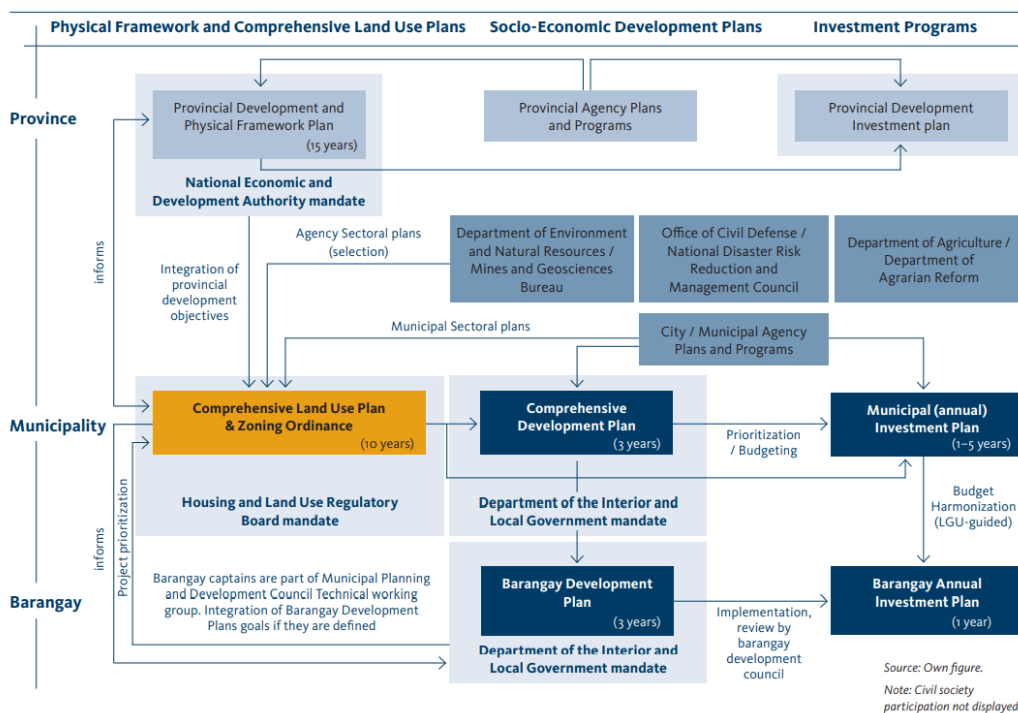 Physical Framework and Comprehensive Land Use Plans
Socio-Economic Development Plans
Investment Programs
Province
Provincial Development and
Physical Framework Plan
(15 years)
National Economic and
Development Authority mandate
Provincial Agency Plans
and Programs
Provincial Development
Investment plan
informs
Integration of
provincial
development
objectives
Agency Sectoral plans
(selection)
Department of Environment
and Natural Resources /
Mines and Geosciences
Bureau
Office of Civil Defense /
National Disaster Risk
Reduction and
Management Council
Department of Agriculture /
Department of
Agrarian Reform
Municipal Sectoral plans
City / Municipal Agency
Plans and Programs
Municipality
Comprehensive Land Use Plan
& Zoning Ordinance
(10 years)
Housing and Land Use Regulatory
Board mandate
Comprehensive
Development Plan
(3 years)
Department of the Interior and
Local Government mandate
Prioritization
/ Budgeting
Municipal (annual)
Investment Plan
(1–5 years)
Budget
Harmonization
(LGU-guided)
informs
Project prioritization
Barangay
Barangay captains are part of Municipal Planning
and Development Council Technical working
group. Integration of Barangay Development
Plans goals if they are defined
Barangay Development
Plan
(3 years)
Department of the Interior and
Local Government mandate
Implementation,
review by
barangay
development
council
Barangay Annual
Investment Plan
(1 year)
Source: Own figure.
Note: Civil society
participation not displayed